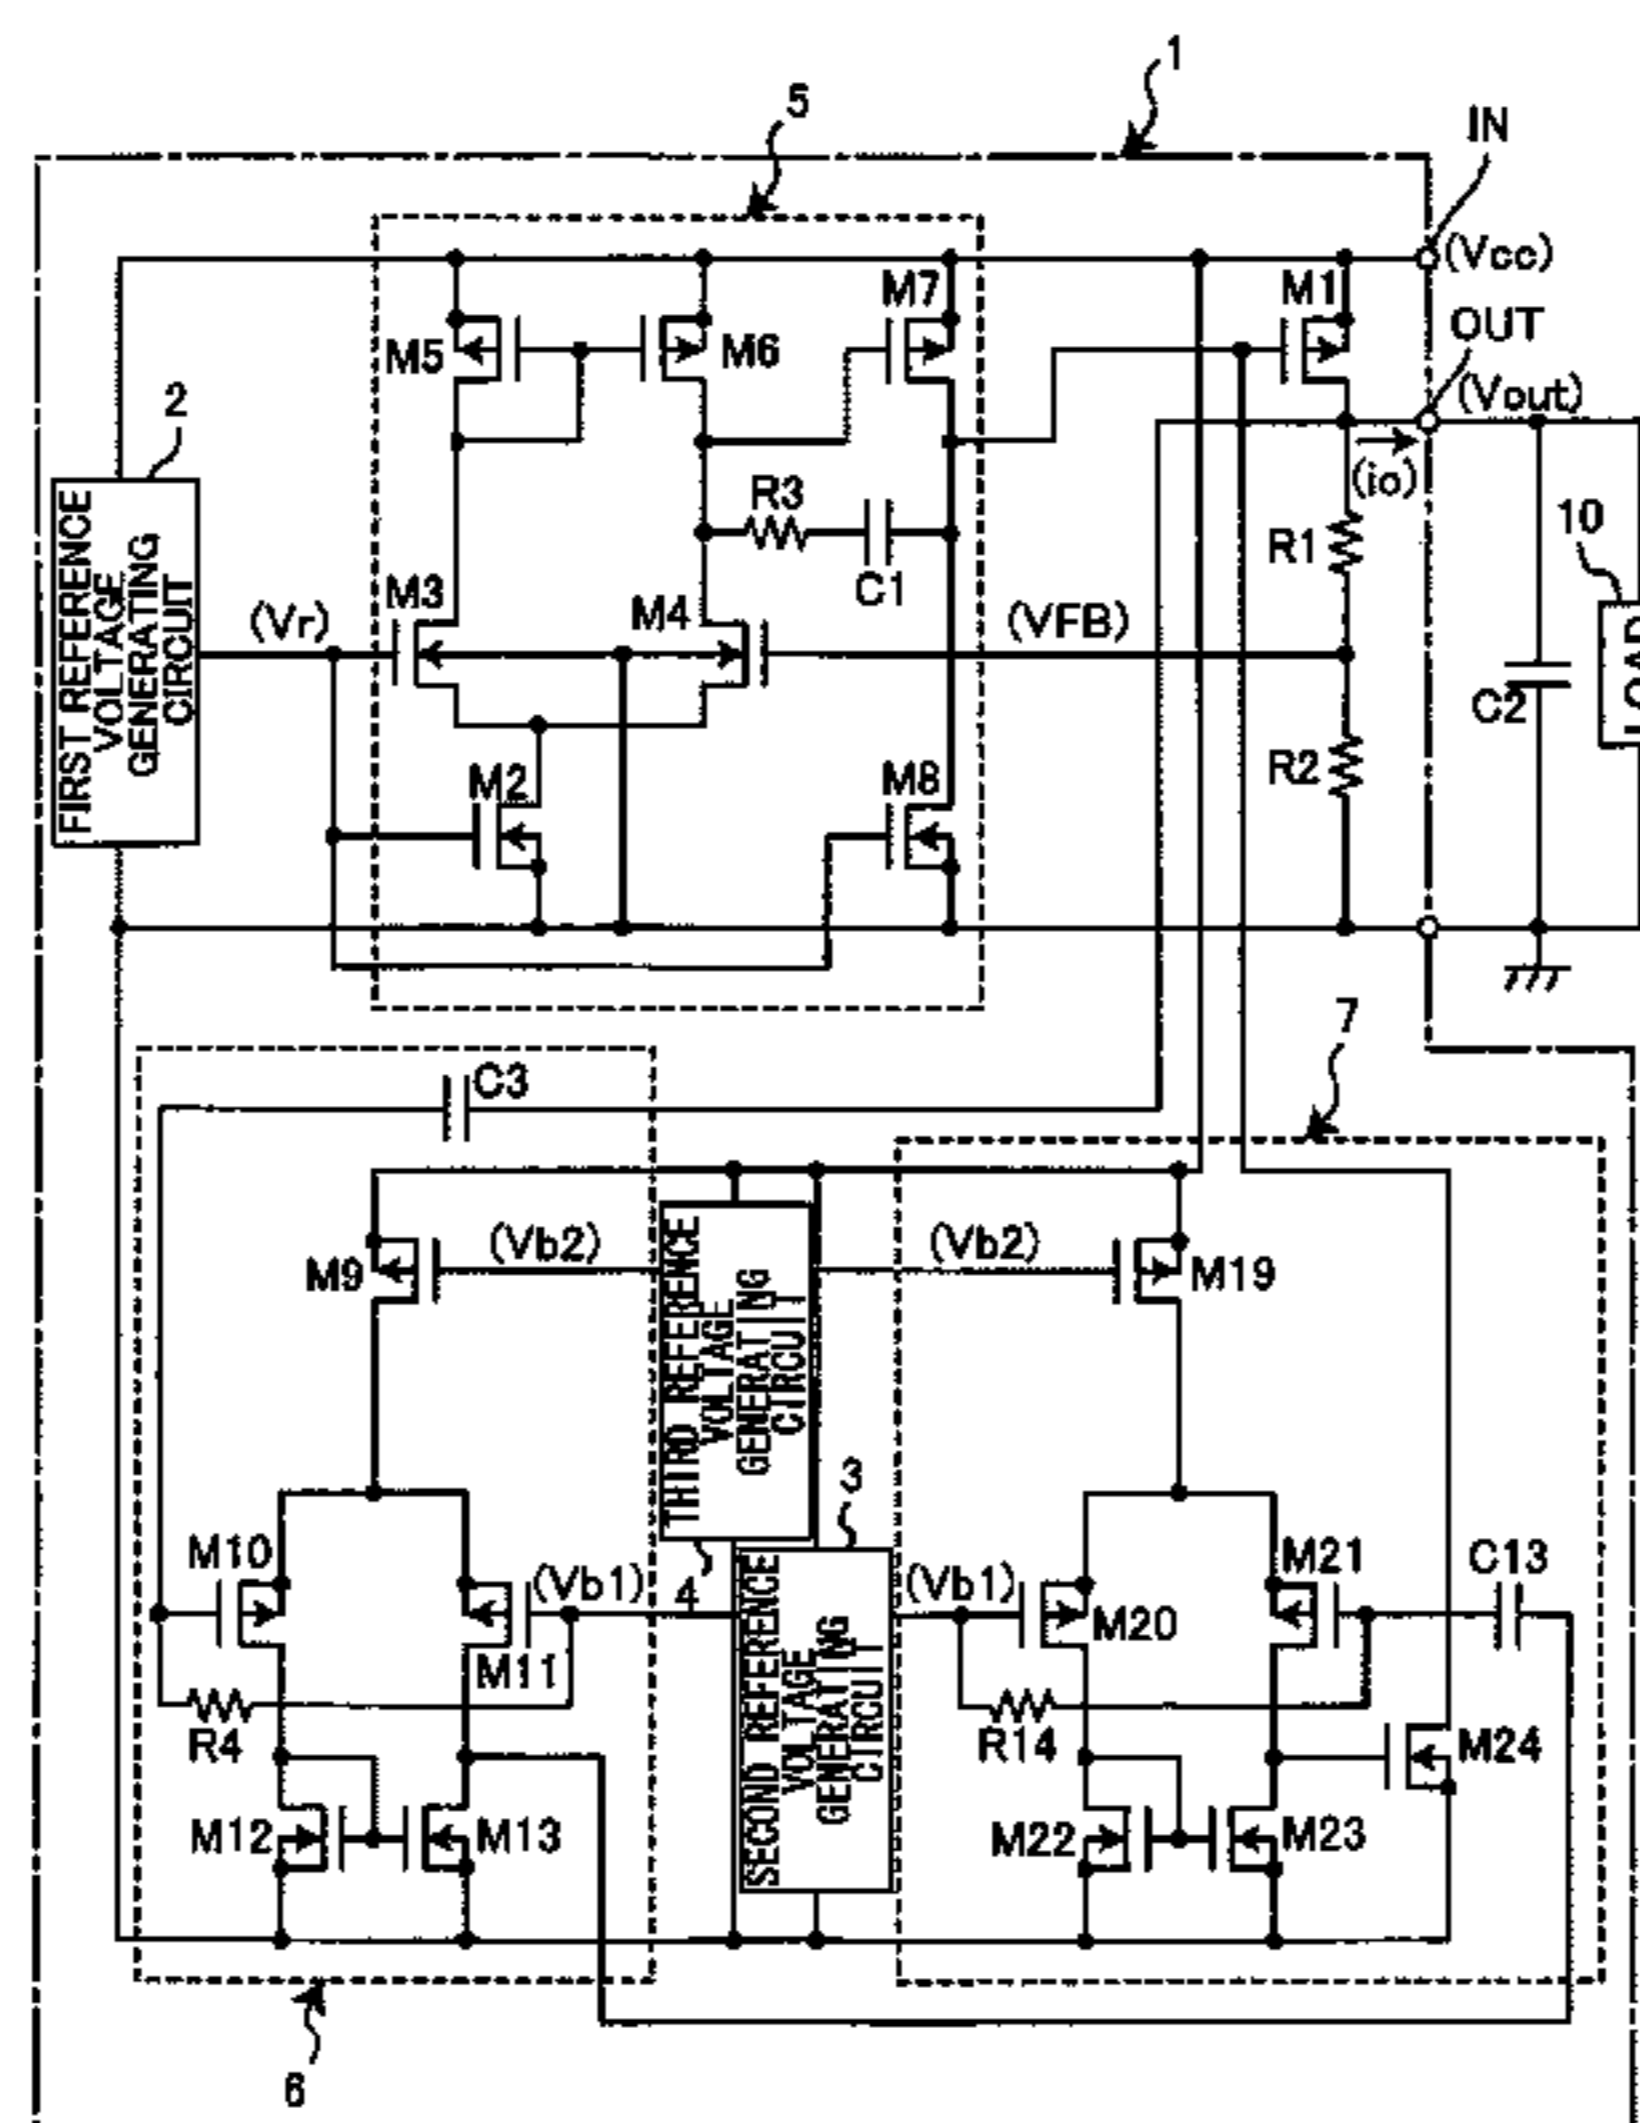 1
5
IN
(Vcc)
M7
M1
OUT
M5
M6
(Vout)
2
(io)
R3
10
R1
FIRST REFERENCE
VOLTAGE
GENERATING
CIRCUIT
C1
M3
(Vr)
M4
(VFB)
C2
M2
M8
R2
7
C3
(Vb2)
(Vb2)
M9
M19
THIRD REFERENCE
VOLTAGE
GENERATING
CIRCUIT
3
M10
M21
C13
(Vb1)
4
(Vb1)
M20
M11
SECOND REFERENCE
VOLTAGE
GENERATING
CIRCUIT
R4
R14
M24
M12
M13
M22
M23
6